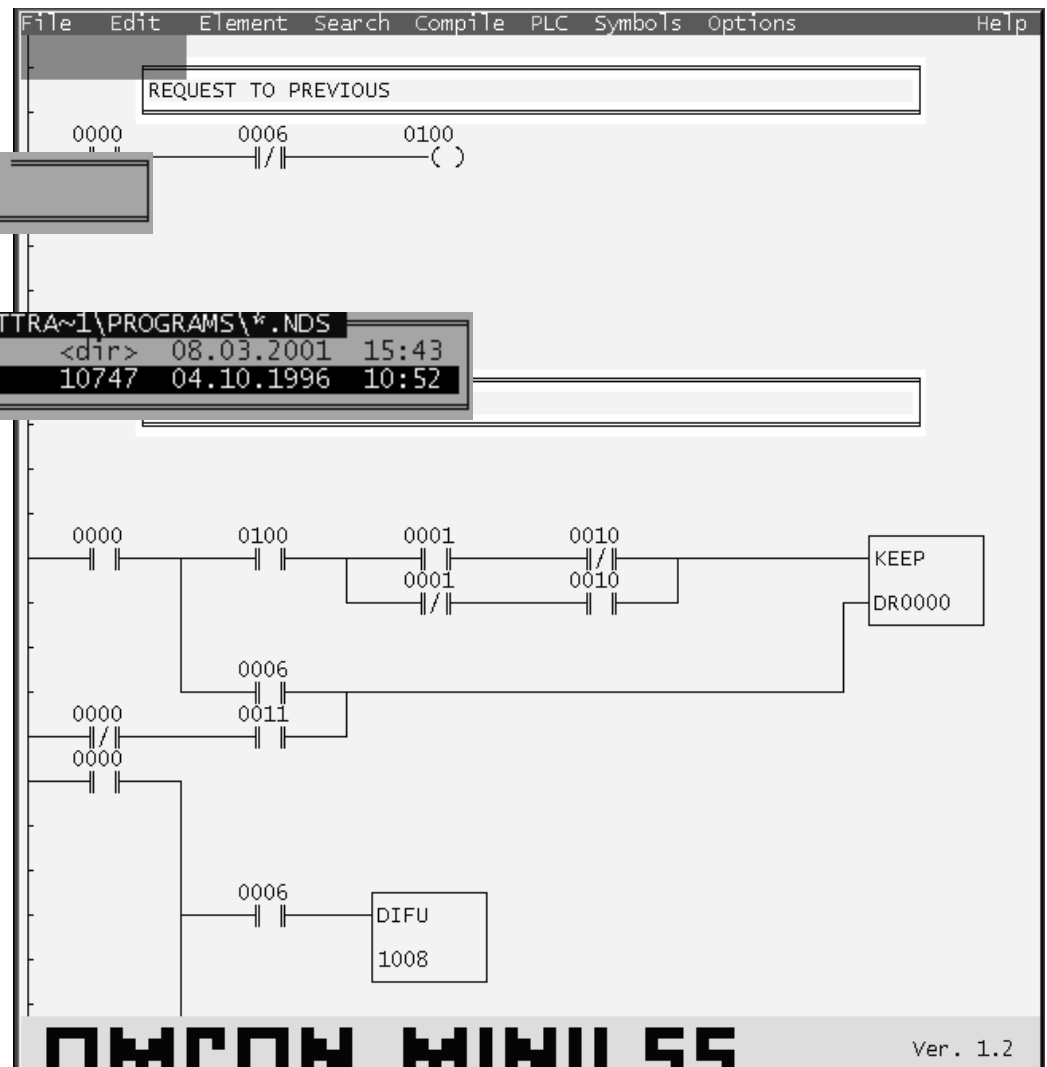 File Edit Element Search Compile PLC Symbols Options Help
REQUEST TO PREVIOUS
0000 0006 0100
TTRA~1\PROGRAMS\*.NDS
<dir> 08.03.2001 15:43
10747 04.10.1996 10:52
0000 0100 0001 0010
KEEP
0001 0010
DR0000
0006
0000 0011
0000
0006
DIFU
1008
Ver. 1.2